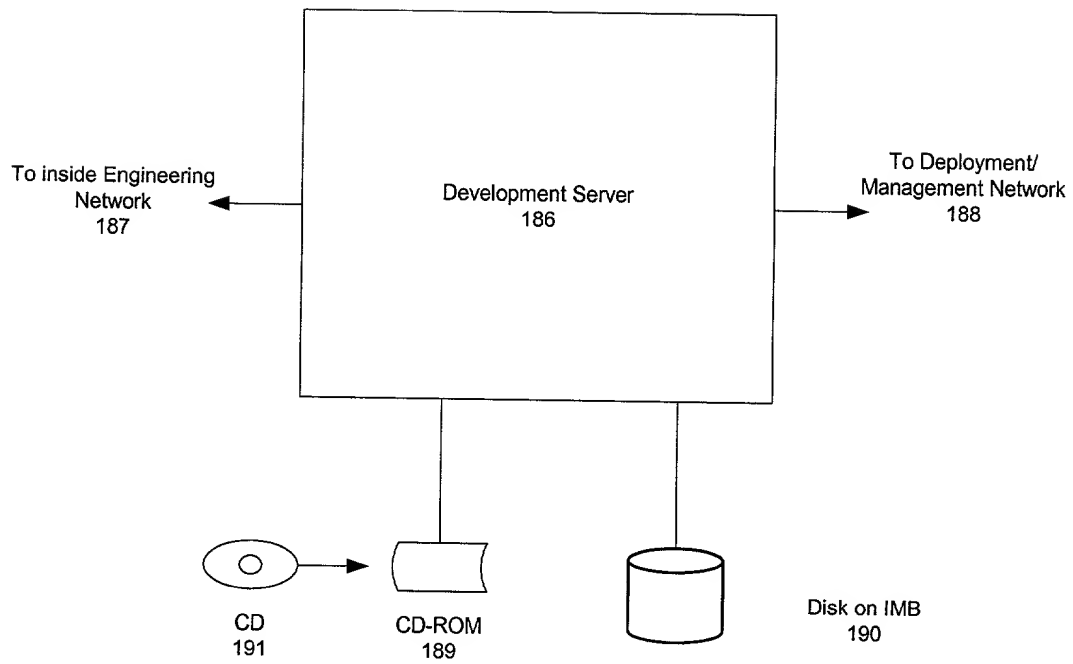 To inside Engineering
Network
187
Development Server
186
To Deployment/
Management Network
188
CD
191
CD-ROM
189
Disk on IMB
190